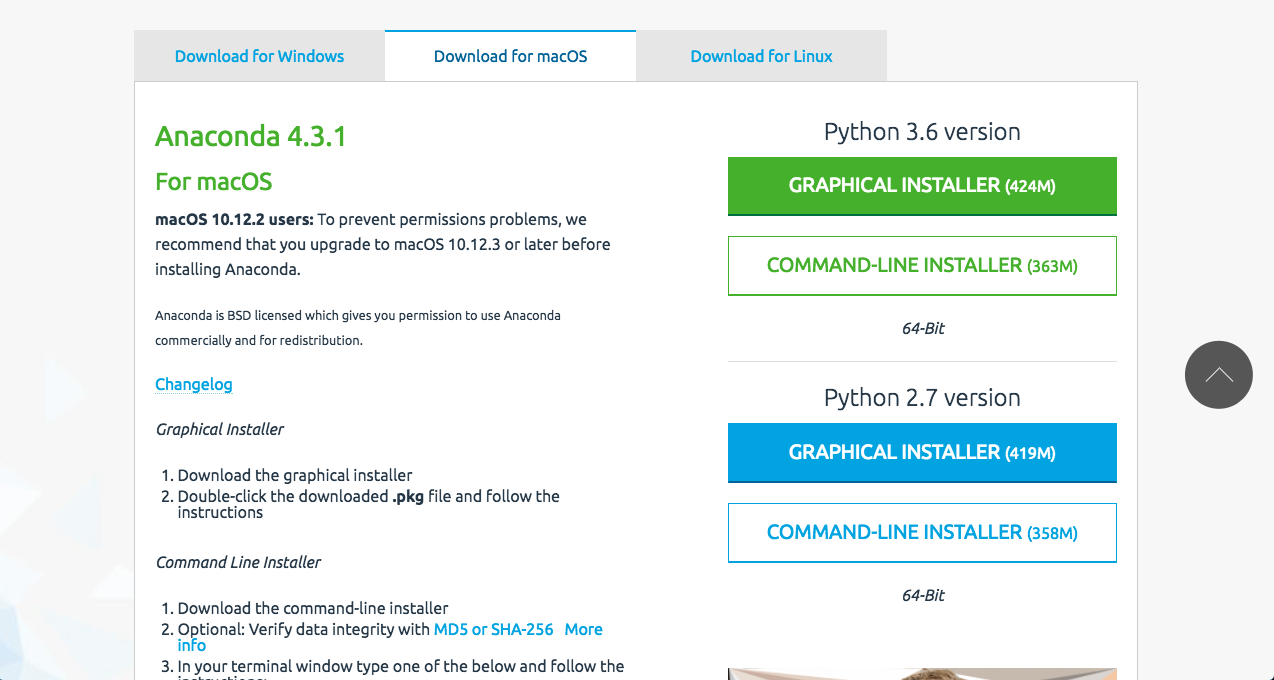 Download for Windows
Download for macOS
Download for Linux
Anaconda 4.3.1
For macOS
macOS 10.12.2 users: To prevent permissions problems, we
recommend that you upgrade to macOS 10.12.3 or later before
installing Anaconda.
Anaconda is BSD licensed which gives you permission to use Anaconda
commercially and for redistribution.
Changelog
Graphical Installer
1. Download the graphical installer
2. Double-click the downloaded .pkg file and follow the
instructions
Command Line Installer
1. Download the command-line installer
2. Optional: Verify data integrity with MD5 or SHA-256 More
info
3. In your terminal window type one of the below and follow the
Python 3.6 version
GRAPHICAL INSTALLER (424M)
COMMAND-LINE INSTALLER (363M)
64-Bit
Python 2.7 version
GRAPHICAL INSTALLER (419M)
COMMAND-LINE INSTALLER (358M)
64-Bit